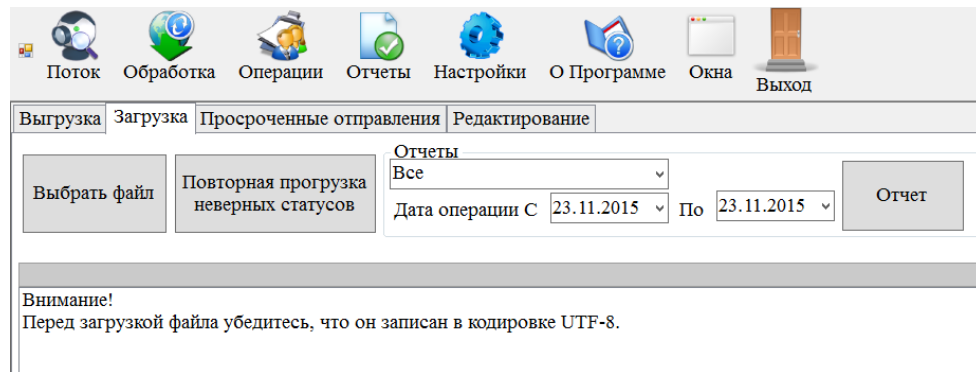 Поток Обработка Операции Отчеты Настройки О Программе Окна Выход
Выгрузка Загрузка Просроченные отправления Редактирование
Отчеты
Выбрать файл
Повторная прогрузка
неверных статусов
Все
Дата операции С 23.11.2015 По 23.11.2015
Отчет
Внимание!
Перед загрузкой файла убедитесь, что он записан в кодировке UTF-8.